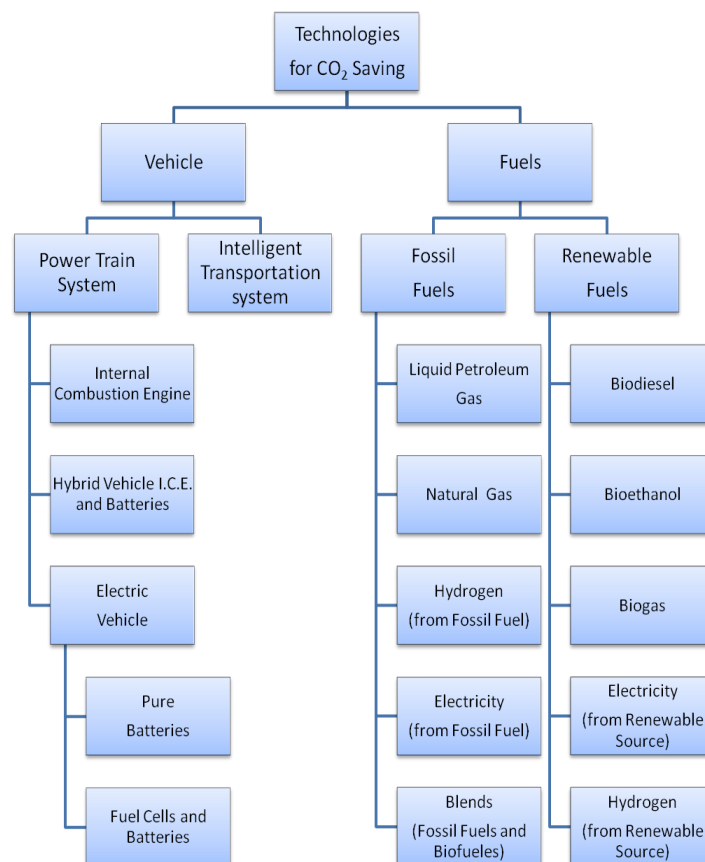 Technologies
for CO₂ Saving
Vehicle
Fuels
Power Train
System
Intelligent
Transportation
system
Fossil
Fuels
Renewable
Fuels
Internal
Combustion Engine
Hybrid Vehicle I.C.E.
and Batteries
Electric
Vehicle
Pure
Batteries
Fuel Cells and
Batteries
Liquid Petroleum
Gas
Natural Gas
Hydrogen
(from Fossil Fuel)
Electricity
(from Fossil Fuel)
Blends
(Fossil Fuels and
Biofueles)
Biodiesel
Bioethanol
Biogas
Electricity
(from Renewable
Source)
Hydrogen
(from Renewable
Source)